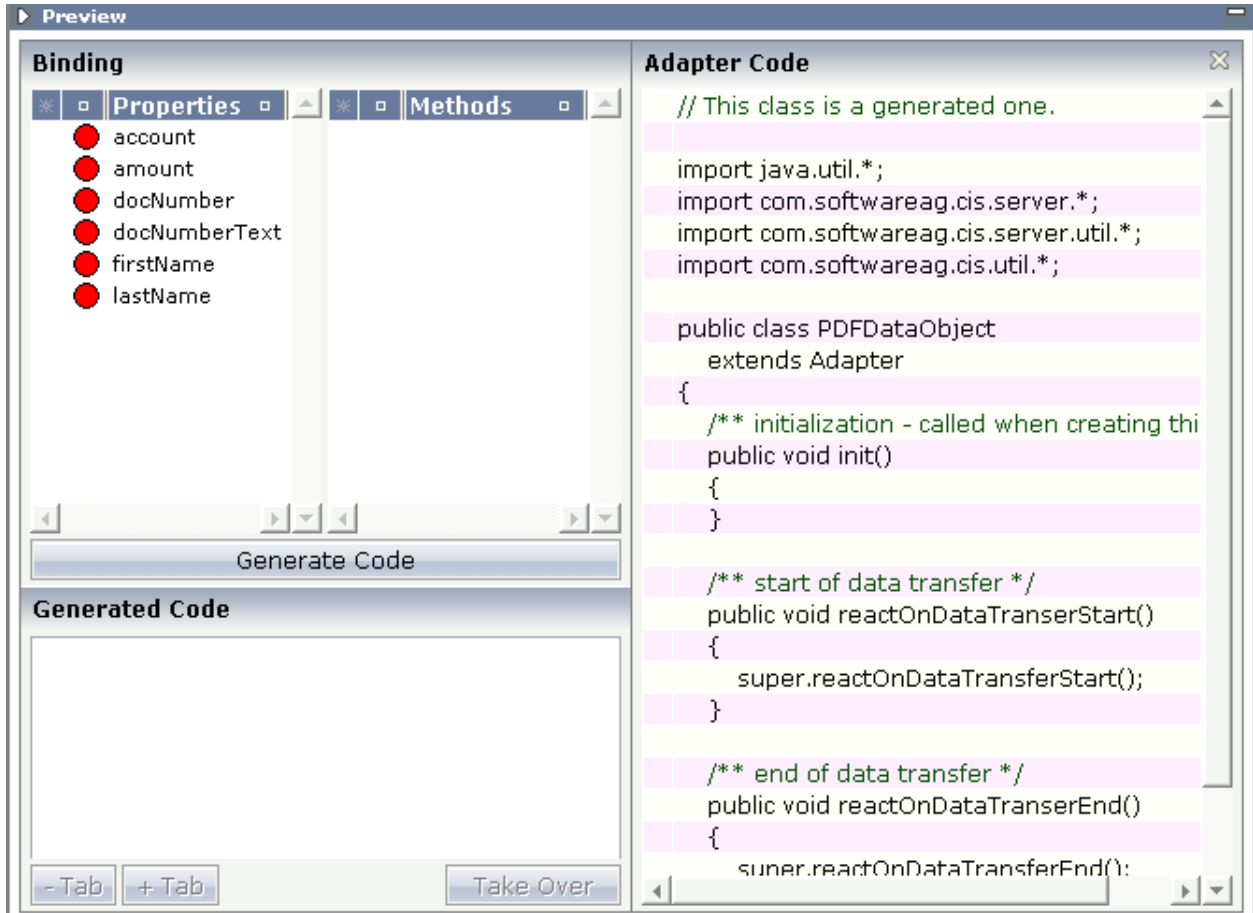 Preview
Binding
Properties
Methods
account
amount
docNumber
docNumberText
firstName
lastName
Generate Code
Generated Code
- Tab
+ Tab
Take Over
Adapter Code
// This class is a generated one.
import java.util.*;
import com.softwareag.cis.server.*;
import com.softwareag.cis.server.util.*;
import com.softwareag.cis.util.*;
public class PDFDataObject
extends Adapter
{
/** initialization - called when creating thi
public void init()
{
}
/** start of data transfer */
public void reactOnDataTranserStart()
{
super.reactOnDataTransferStart();
}
/** end of data transfer */
public void reactOnDataTranserEnd()
{
super.reactOnDataTransferEnd();